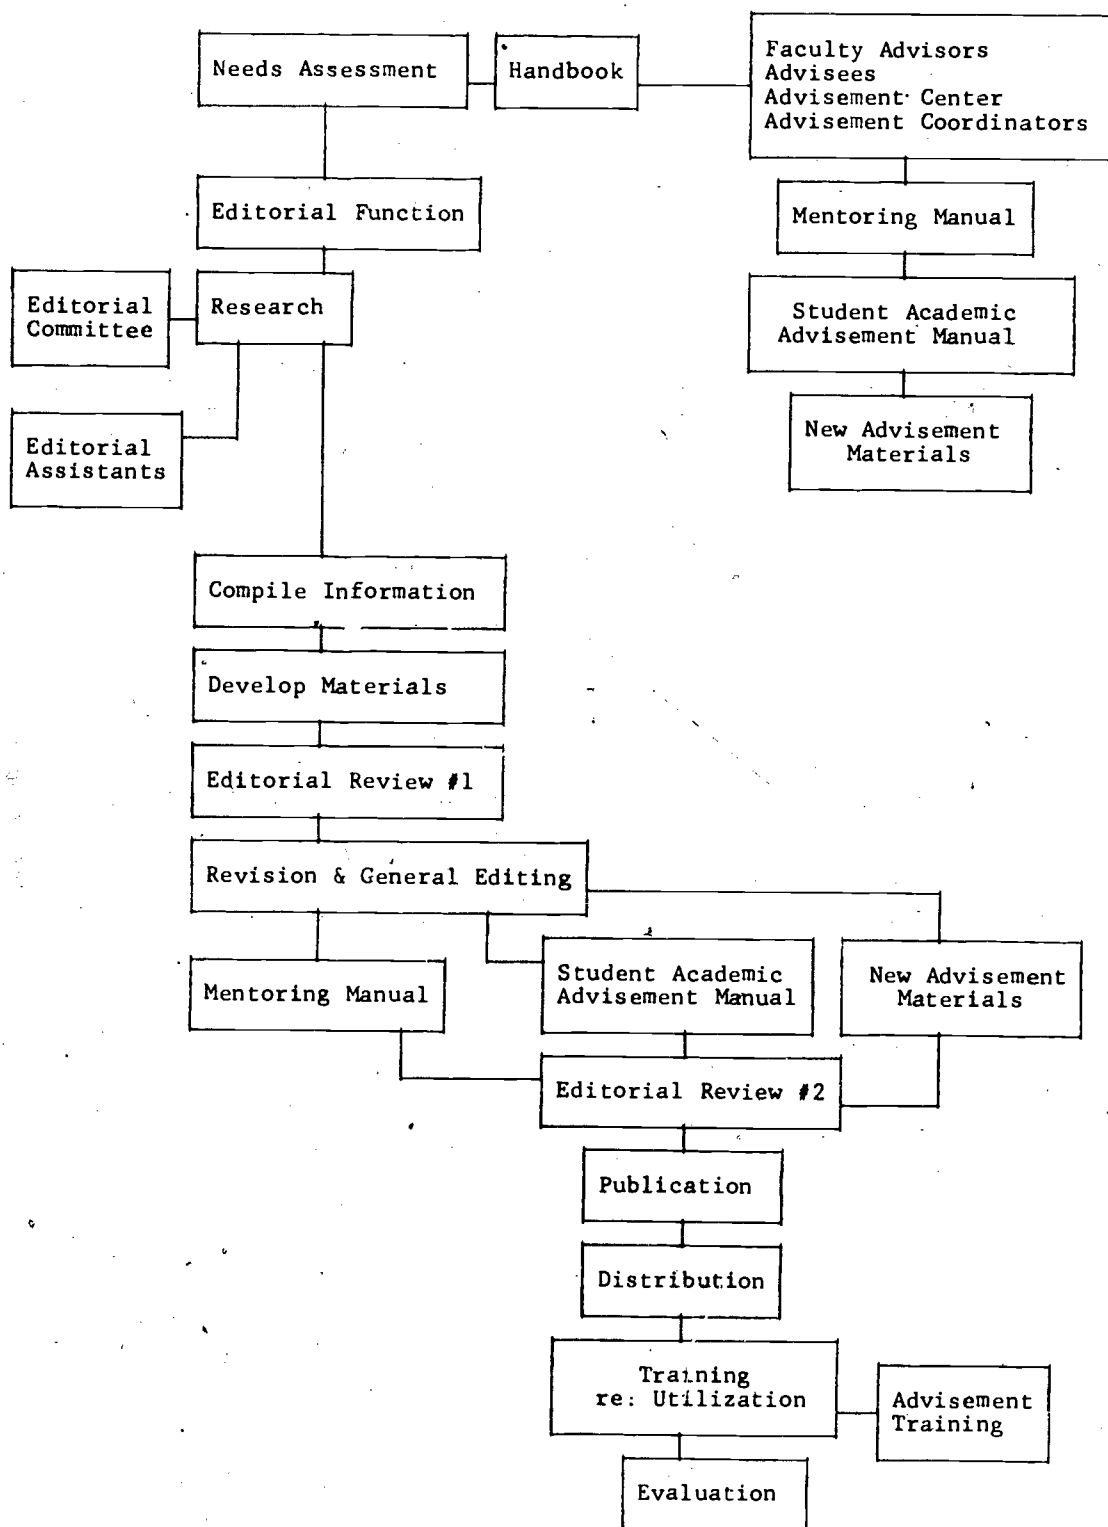 Needs Assessment
Handbook
Faculty Advisors
Advisees
Advisement Center
Advisement Coordinators
Editorial Function
Mentoring Manual
Editorial
Committee
Research
Student Academic
Advisement Manual
Editorial
Assistants
New Advisement
Materials
Compile Information
Develop Materials
Editorial Review #1
Revision & General Editing
Mentoring Manual
Student Academic
Advisement Manual
New Advisement
Materials
Editorial Review #2
Publication
Distribution
Training
re: Utilization
Advisement
Training
Evaluation